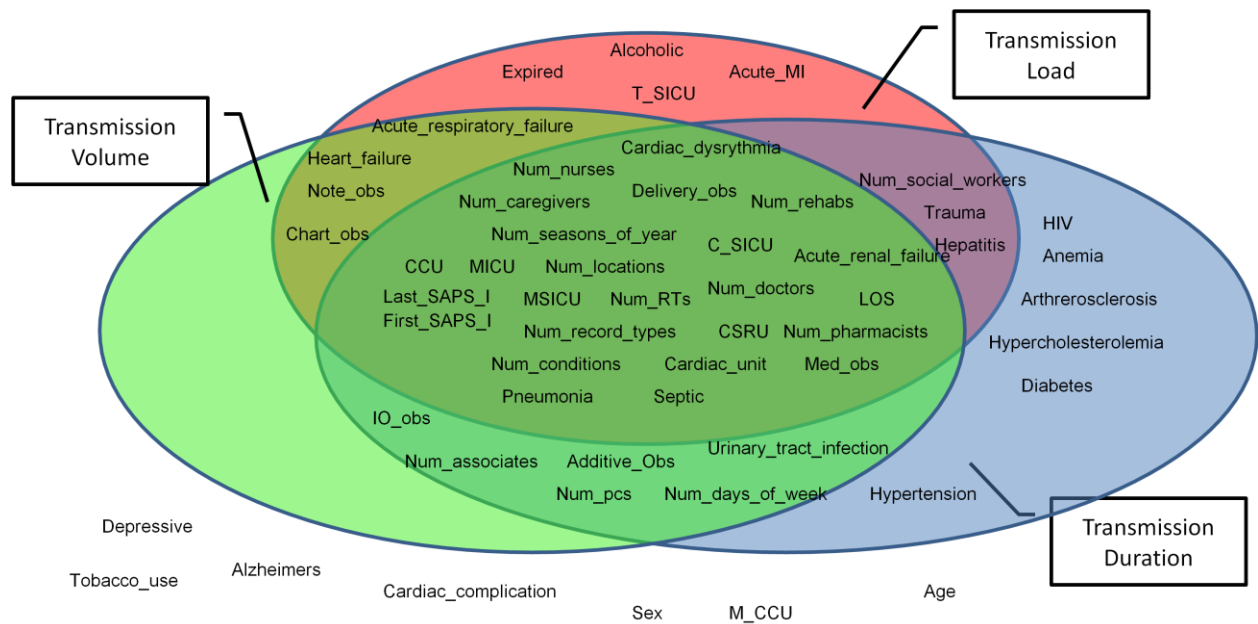 Alcoholic
Transmission
Load
Expired
Acute_MI
T_SICU
Transmission
Volume
Acute_respiratory_failure
Cardiac_dysrythmia
Heart_failure
Num_nurses
Num_social_workers
Note_obs
Delivery_obs
Num_caregivers
Num_rehabs
Trauma
HIV
Chart_obs
Num_seasons_of_year
C_SICU
Hepatitis
Acute_renal_failure
Anemia
CCU
MICU
Num_locations
Last_SAPS_I
MSICU
Num_RTs
Num_doctors
LOS
Arthrerosclerosis
First_SAPS_I
Num_record_types
CSRU
Num_pharmacists
Hypercholesterolemia
Num_conditions
Cardiac_unit
Med_obs
Diabetes
Pneumonia
Septic
IO_obs
Urinary_tract_infection
Num_associates
Additive_Obs
Num_pcs
Num_days_of_week
Hypertension
Transmission
Duration
Depressive
Tobacco_use
Alzheimers
Cardiac_complication
Age
Sex
M_CCU